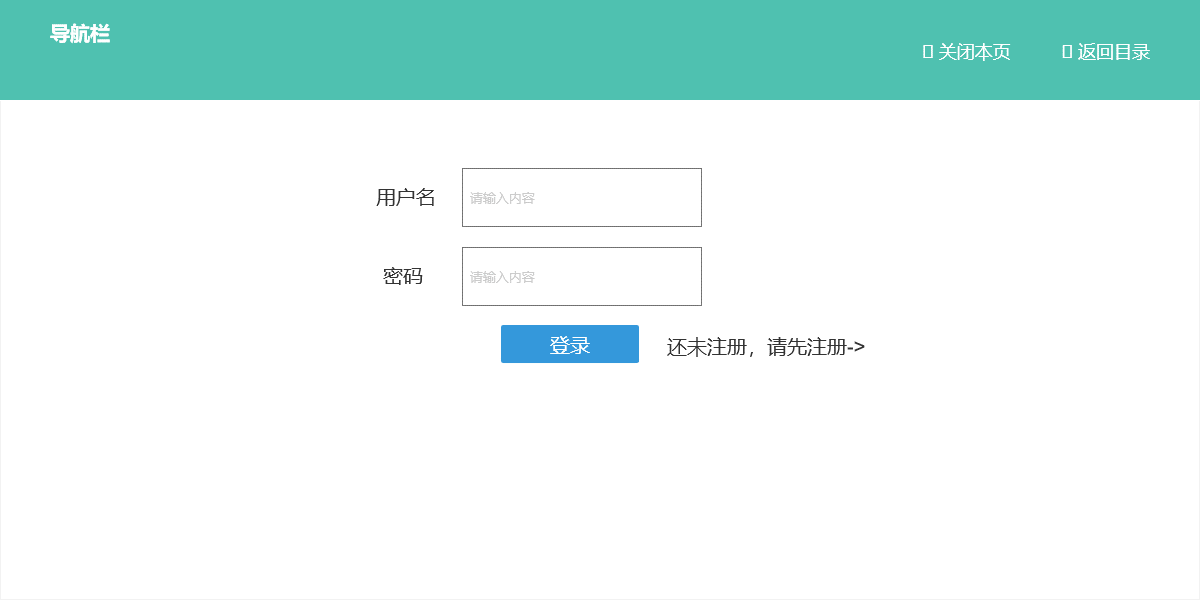 导航栏
关闭本页
返回目录
用户名
请输入内容
密码
请输入内容
登录
还未注册，请先注册->